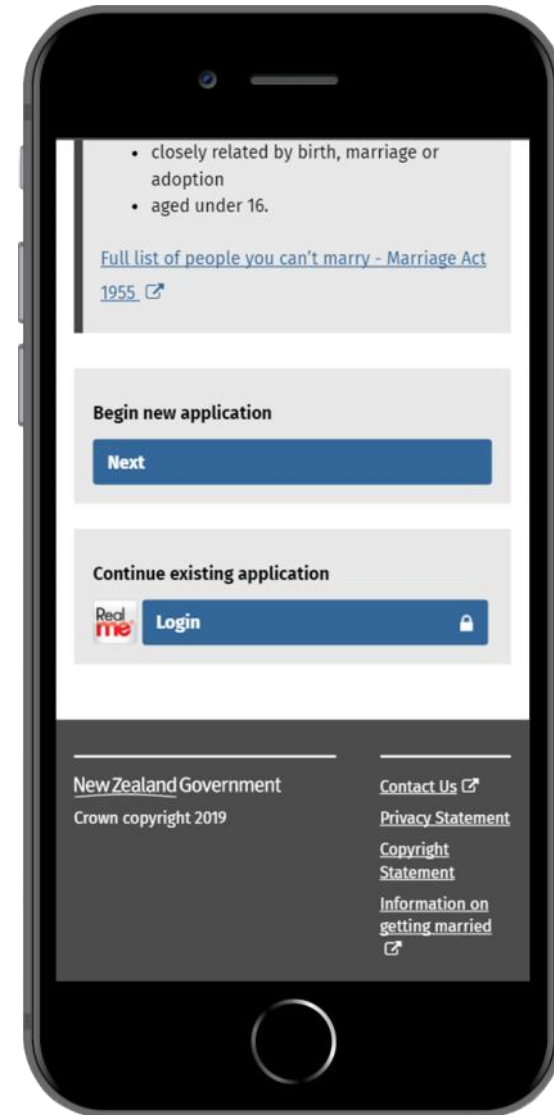 • closely related by birth, marriage or
adoption
• aged under 16.
Full list of people you can't marry - Marriage Act
1955
Begin new application
Next
Continue existing application
Real
me
Login
New Zealand Government
Crown copyright 2019
Contact Us
Privacy Statement
Copyright
Statement
Information on
getting married